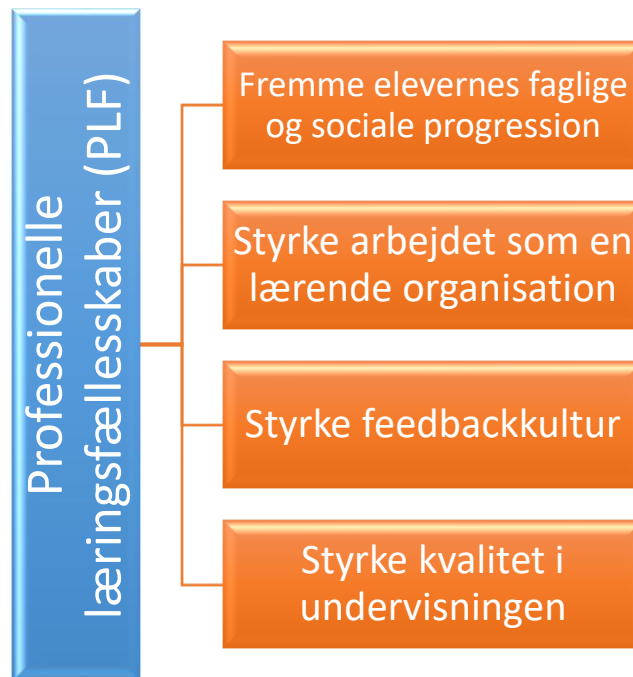 Professionelle
læringsfællesskaber (PLF)
Fremme elevernes faglige
og sociale progression
Styrke arbejdet som en
lærende organisation
Styrke feedbackkultur
Styrke kvalitet i
undervisningen